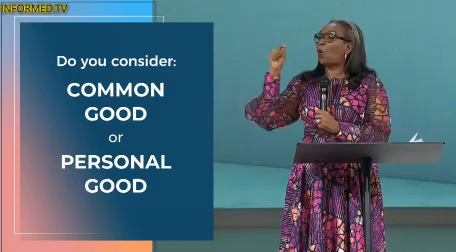 INFORMED TV
Do you consider:
COMMON
GOOD
or
PERSONAL
GOOD